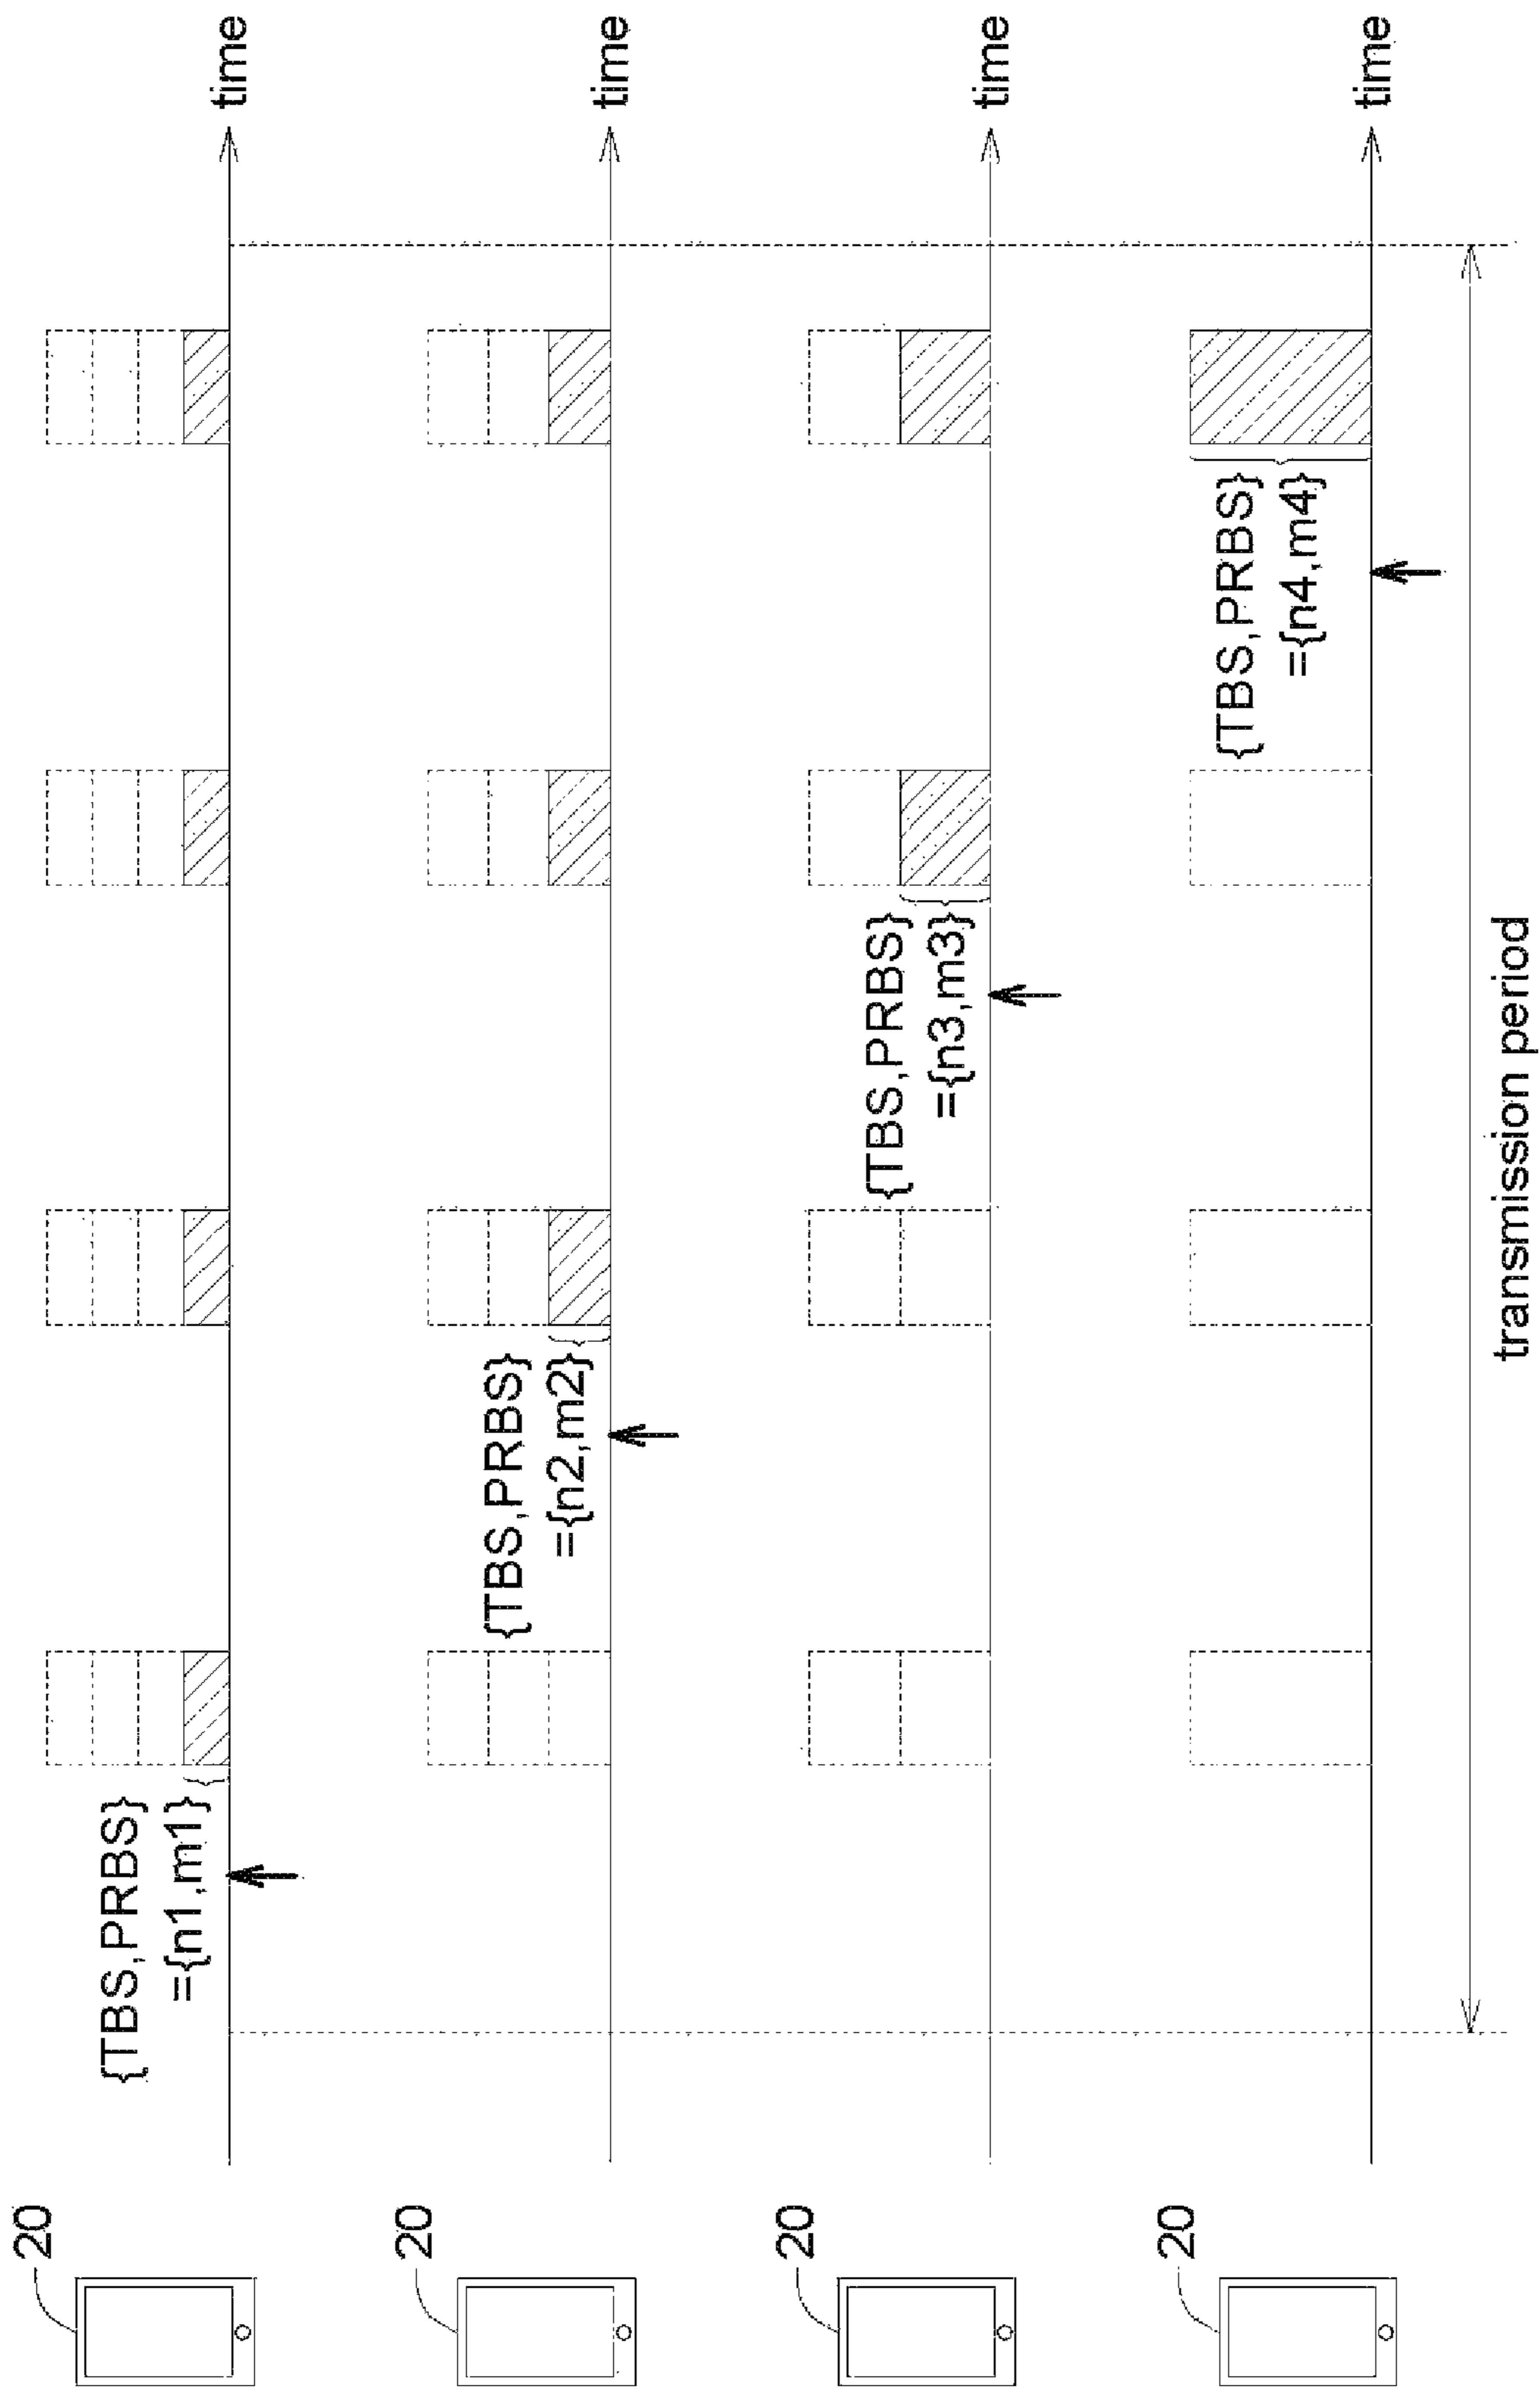 20
{TBS,PRBS}
={n1,m1}
time
20
{TBS,PRBS}
={n2,m2}
time
20
{TBS,PRBS}
={n3,m3}
time
20
{TBS,PRBS}
={n4,m4}
time
transmission period